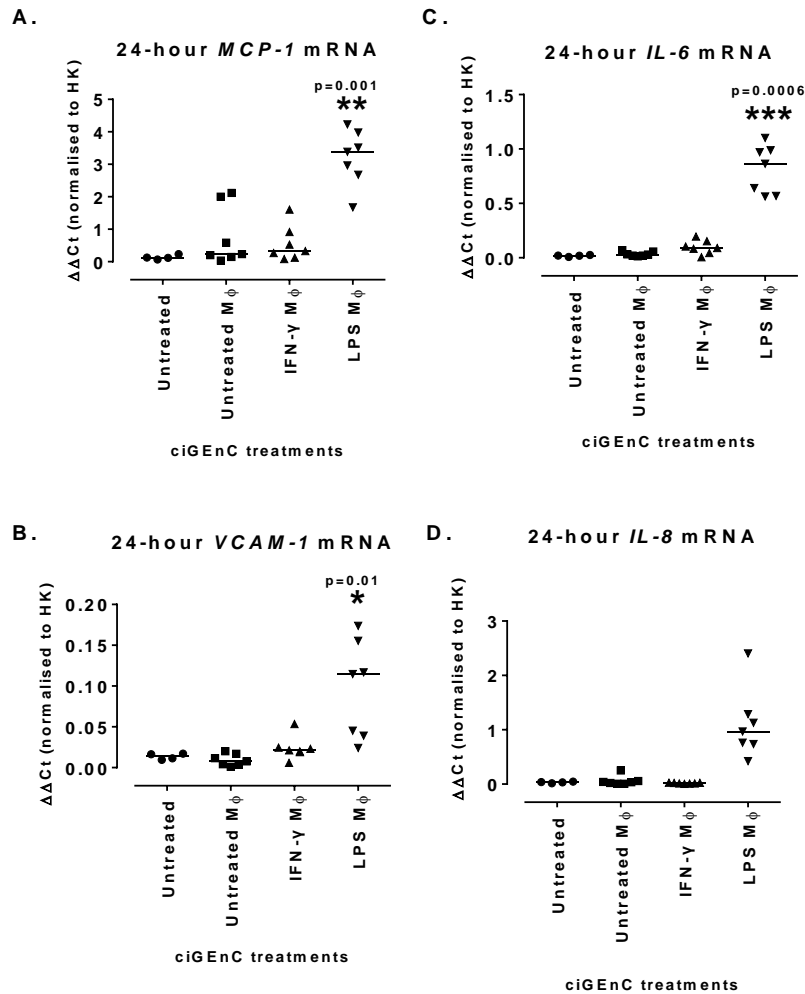 A.
24-hour MCP-1 mRNA
p=0.001
**
ΔΔCt (normalised to HK)
5
4
3
2
1
0
Untreated
Untreated Mϕ
IFN-γ Mϕ
LPS Mϕ
ciGEnC treatments
C.
24-hour IL-6 mRNA
p=0.0006
***
ΔΔCt (normalised to HK)
1.5
1.0
0.5
0.0
Untreated
Untreated Mϕ
IFN-γ Mϕ
LPS Mϕ
ciGEnC treatments
B.
24-hour VCAM-1 mRNA
p=0.01
*
ΔΔCt (normalised to HK)
0.20
0.15
0.10
0.05
0.00
Untreated
Untreated Mϕ
IFN-γ Mϕ
LPS Mϕ
ciGEnC treatments
D.
24-hour IL-8 mRNA
ΔΔCt (normalised to HK)
3
2
1
0
Untreated
Untreated Mϕ
IFN-γ Mϕ
LPS Mϕ
ciGEnC treatments